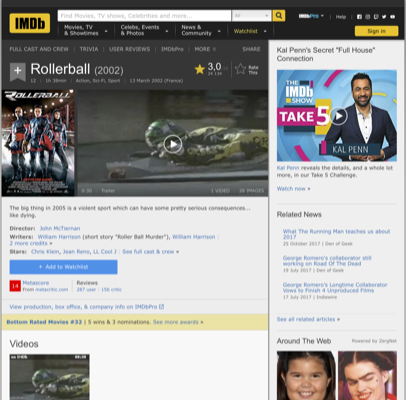 IMDb
Find Movies, TV shows, Celebrities and more...
All
IMDbPro
Help
Movies, TV & Showtimes
Celebs, Events & Photos
News & Community
Watchlist
Sign in
FULL CAST AND CREW | TRIVIA | USER REVIEWS | IMDbPro | MORE
SHARE
Rollerball (2002)
12 | 1h 38min | Action, Sci-Fi, Sport | 13 March 2002 (France)
3,0
Rate This
ROLLERBALL
0:30 Trailer
1 VIDEO
28 IMAGES
The big thing in 2005 is a violent sport which can have some pretty serious consequences...
like dying.
Director: John McTiernan
Writers: William Harrison (short story "Roller Ball Murder"), William Harrison
2 more credits »
Stars: Chris Klein, Jean Reno, LL Cool J | See full cast & crew »
+ Add to Watchlist
14
Metascore
From metacritic.com
Reviews
267 user | 156 critic
View production, box office, & company info on IMDbPro
Bottom Rated Movies #32 | 5 wins & 3 nominations. See more awards »
Videos
Kal Penn's Secret "Full House"
Connection
THE
IMDb
SHOW
TAKE 5
KAL PENN
Kal Penn reveals the details, and a whole lot
more, in our Take 5 Challenge.
Watch now »
Related News
What The Running Man teaches us about
2017
25 October 2017 | Den of Geek
George Romero's collaborator still
working on Road Of The Dead
19 July 2017 | Den of Geek
George Romero's Longtime Collaborator
Vows to Finish 4 Unproduced Films
17 July 2017 | Indiewire
See all related articles »
Around The Web
Powered by ZergNet